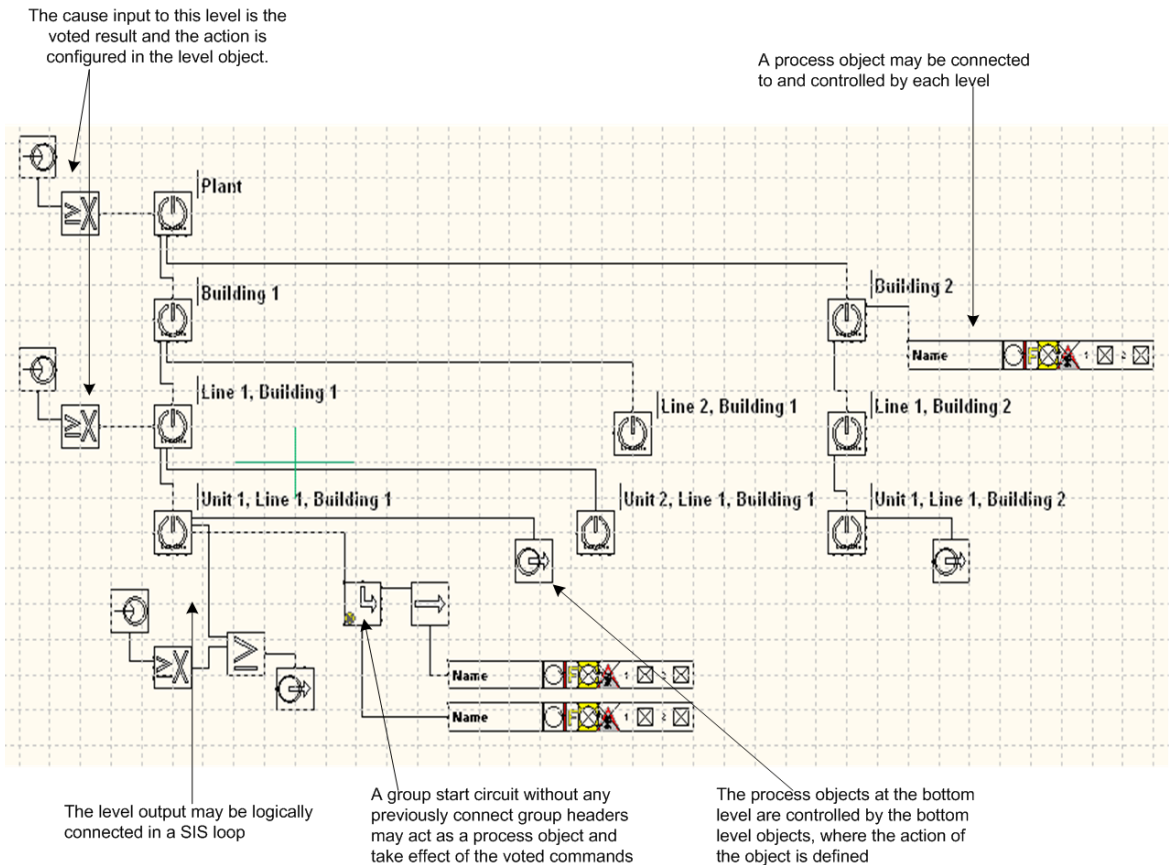 The cause input to this level is the
voted result and the action is
configured in the level object.
A process object may be connected
to and controlled by each level
Plant
Building 1
Building 2
Name
1
2
Line 1, Building 1
Line 2, Building 1
Line 1, Building 2
Unit 1, Line 1, Building 1
Unit 2, Line 1, Building 1
Unit 1, Line 1, Building 2
Name
1
2
Name
1
2
The level output may be logically
connected in a SIS loop
A group start circuit without any
previously connect group headers
may act as a process object and
take effect of the voted commands
The process objects at the bottom
level are controlled by the bottom
level objects, where the action of
the object is defined